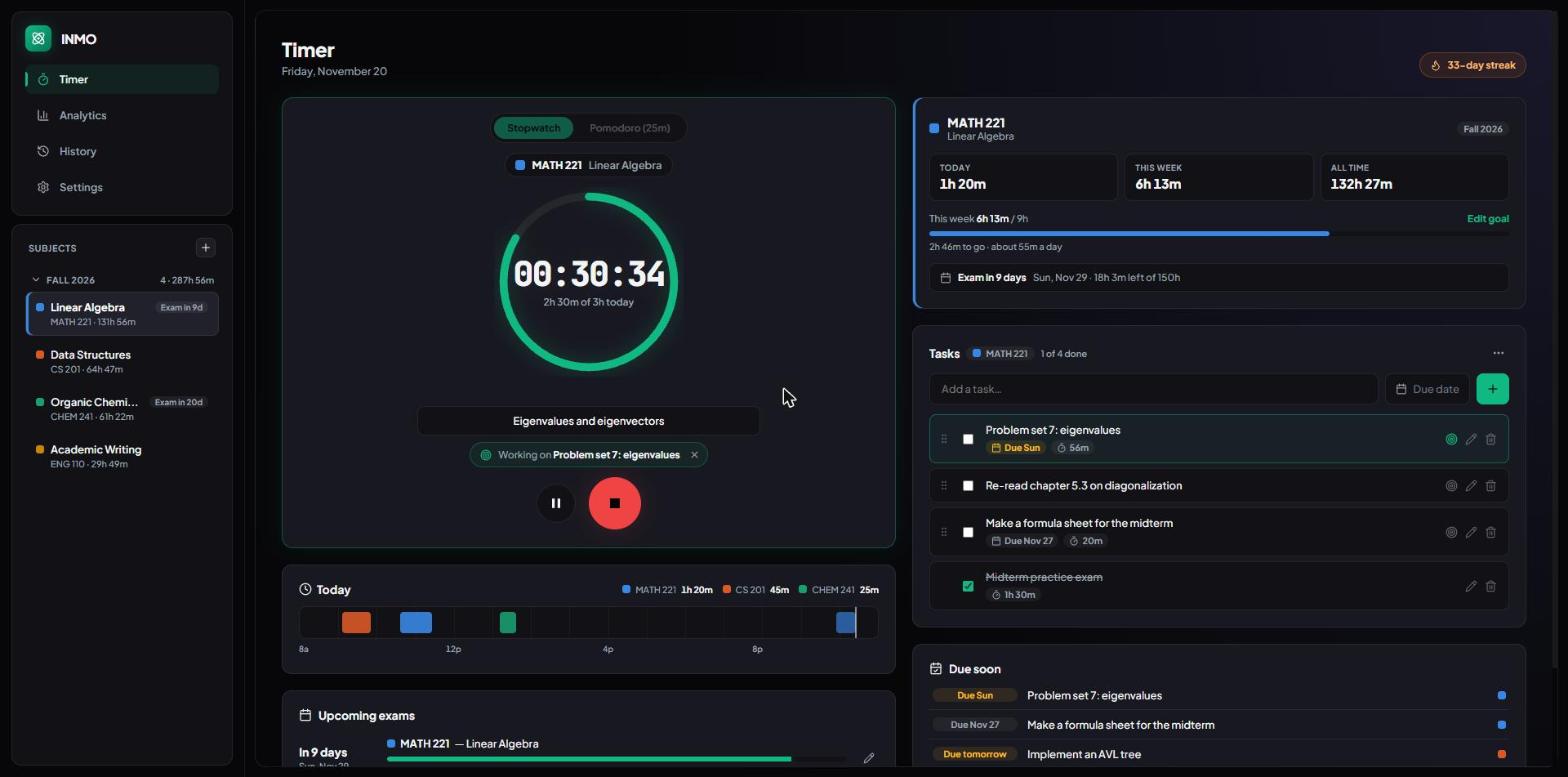 INMO
Timer
Analytics
History
Settings
SUBJECTS
FALL 2026 4 · 287h 56m
Linear Algebra Exam in 9d
MATH 221 · 131h 56m
Data Structures
CS 201 · 64h 47m
Organic Chemi... Exam in 20d
CHEM 241 · 61h 22m
Academic Writing
ENG 110 · 29h 49m
Timer
Friday, November 20
33-day streak
Stopwatch Pomodoro (25m)
MATH 221 Linear Algebra
00:30:34
2h 30m of 3h today
Eigenvalues and eigenvectors
Working on Problem set 7: eigenvalues
Today MATH 221 1h 20m CS 201 45m CHEM 241 25m
8a 12p 4p 8p
Upcoming exams
In 9 days MATH 221 — Linear Algebra
Sun, Nov 29
MATH 221
Linear Algebra
Fall 2026
TODAY THIS WEEK ALL TIME
1h 20m 6h 13m 132h 27m
This week 6h 13m / 9h Edit goal
2h 46m to go · about 55m a day
Exam in 9 days Sun, Nov 29 · 18h 3m left of 150h
Tasks MATH 221 1 of 4 done
Add a task... Due date
Problem set 7: eigenvalues
Due Sun 56m
Re-read chapter 5.3 on diagonalization
Make a formula sheet for the midterm
Due Nov 27 20m
Midterm practice exam
1h 30m
Due soon
Due Sun Problem set 7: eigenvalues
Due Nov 27 Make a formula sheet for the midterm
Due tomorrow Implement an AVL tree